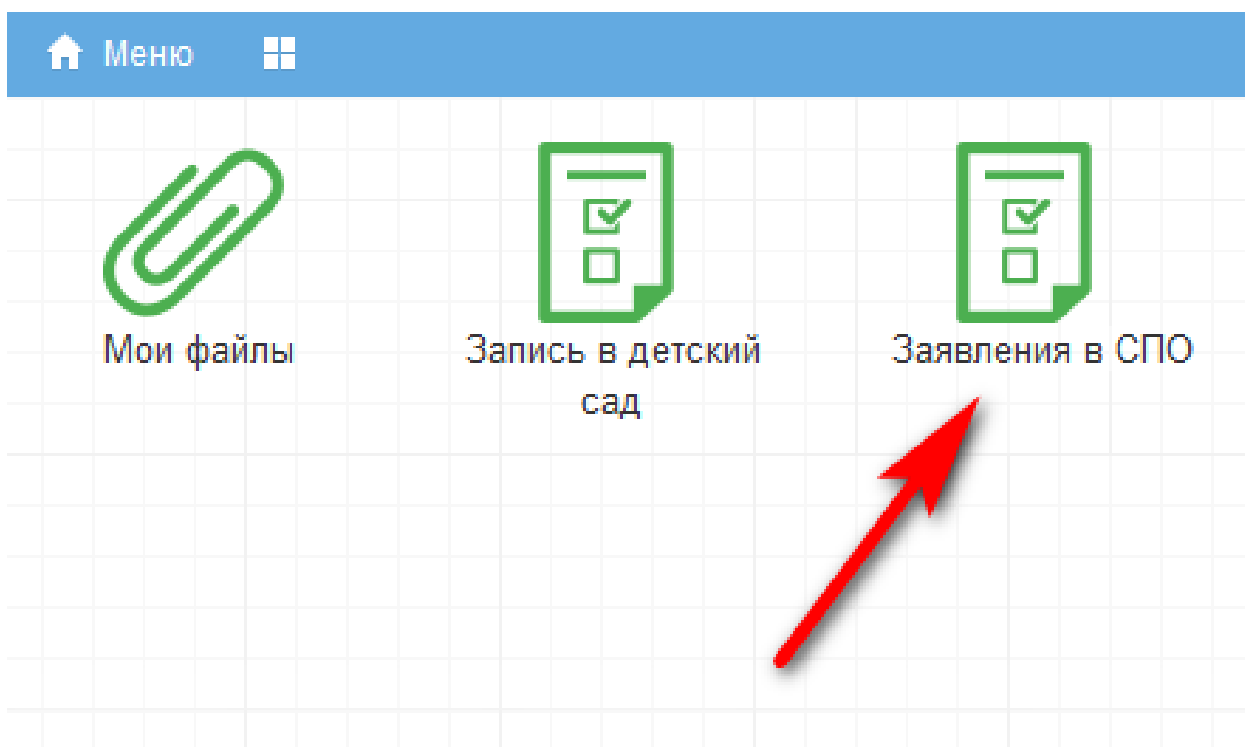 Меню
Мои файлы
Запись в детский
сад
Заявления в СПО